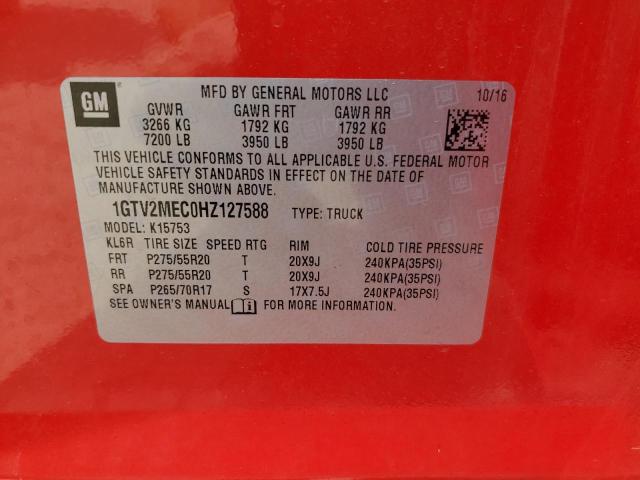 GM
MFD BY GENERAL MOTORS LLC 10/16
GVWR GAWR FRT GAWR RR
3266 KG 1792 KG 1792 KG
7200 LB 3950 LB 3950 LB
THIS VEHICLE CONFORMS TO ALL APPLICABLE U.S. FEDERAL MOTOR
VEHICLE SAFETY STANDARDS IN EFFECT ON THE DATE OF
MANUFACTURE SHOWN ABOVE.
1GTV2MEC0HZ127588 TYPE: TRUCK
MODEL: K15753
KL6R TIRE SIZE SPEED RTG RIM COLD TIRE PRESSURE
FRT P275/55R20 T 20X9J 240KPA(35PSI)
RR P275/55R20 T 20X9J 240KPA(35PSI)
SPA P265/70R17 S 17X7.5J 240KPA(35PSI)
SEE OWNER'S MANUAL FOR MORE INFORMATION.